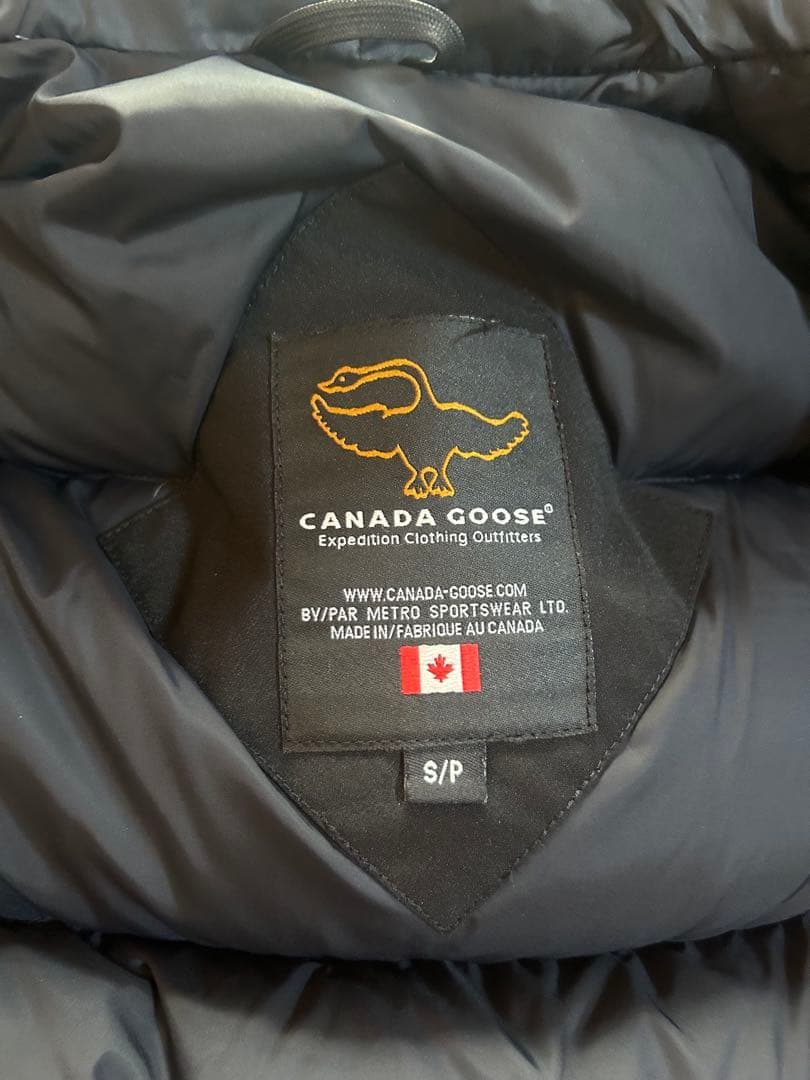 CANADA GOOSE®
Expedition Clothing Outfitters
WWW.CANADA-GOOSE.COM
BY/PAR METRO SPORTSWEAR LTD.
MADE IN/FABRIQUE AU CANADA
S/P